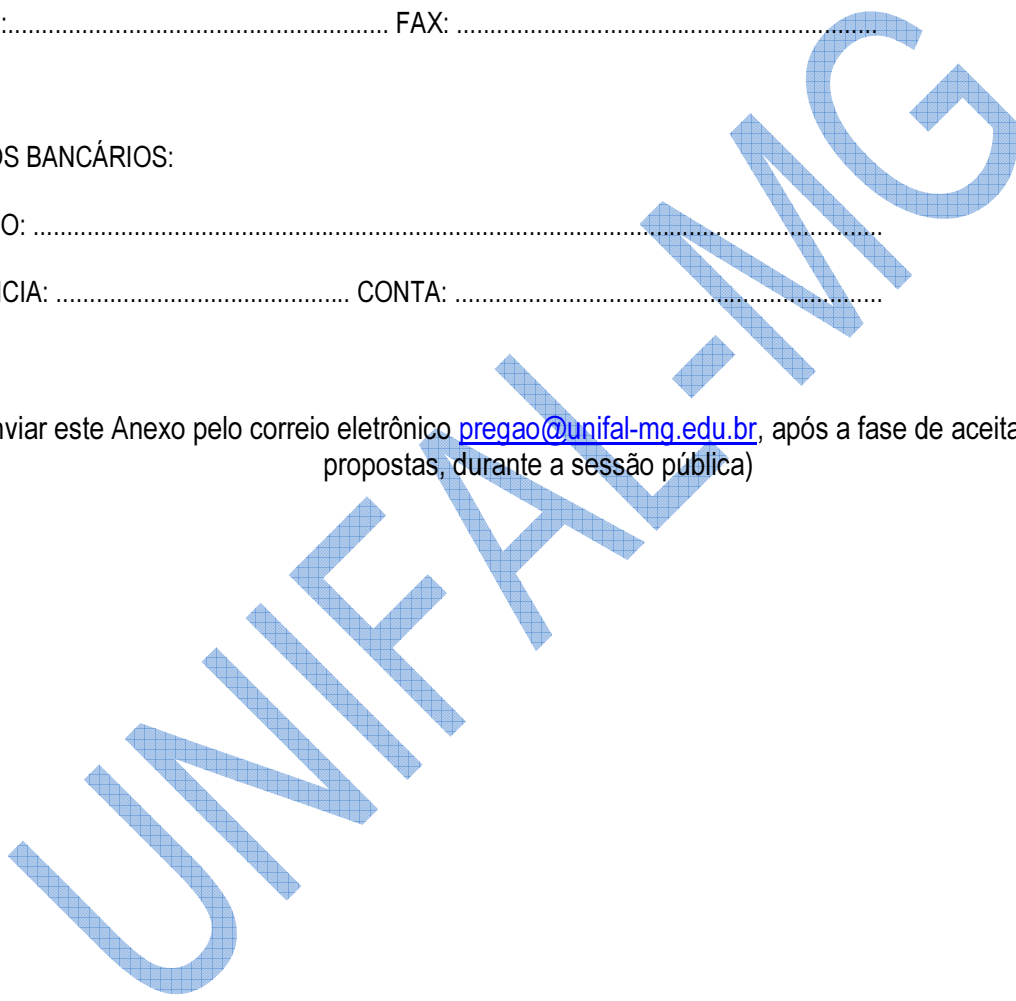 :......................................................... FAX: ...............................................................
OS BANCÁRIOS:
O: ...............................................................................................................................
CIA: ............................................ CONTA: ................................................................
nviar este Anexo pelo correio eletrônico pregao@unifal-mg.edu.br, após a fase de aceita
propostas, durante a sessão pública)
UNIFAL-MG